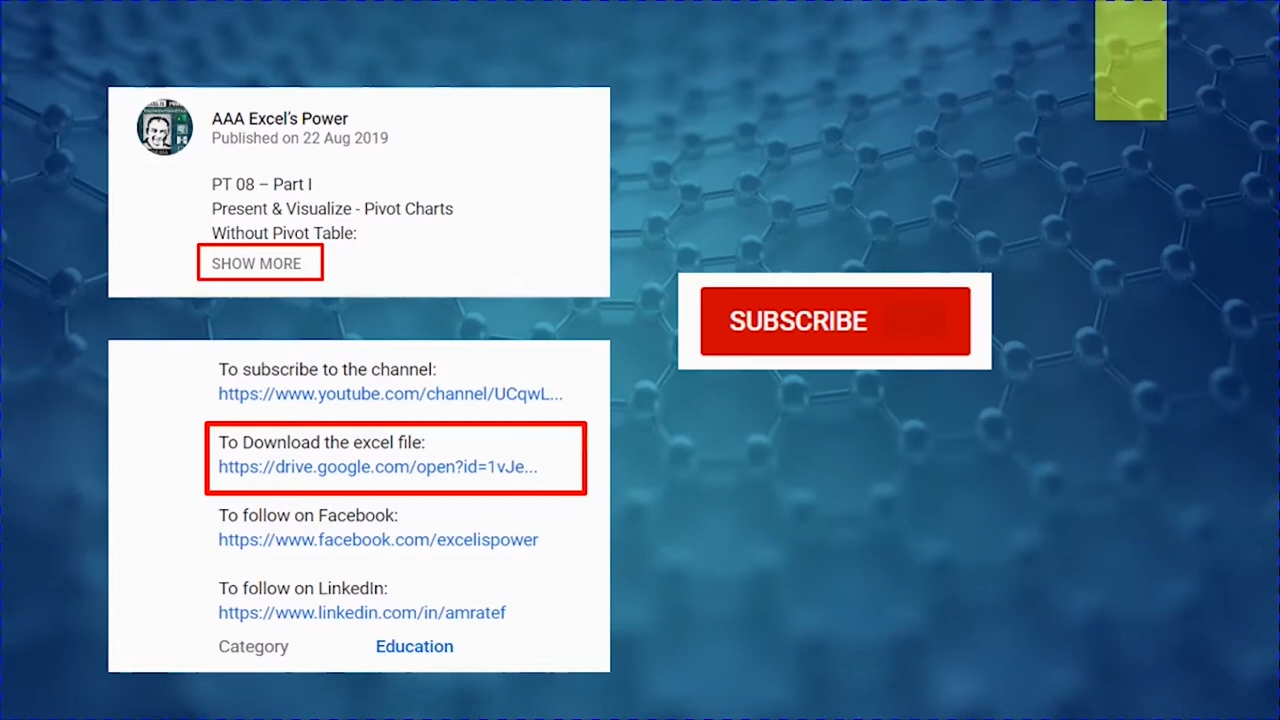 AAA Excel's Power
Published on 22 Aug 2019
PT 08 – Part I
Present & Visualize - Pivot Charts
Without Pivot Table:
SHOW MORE
To subscribe to the channel:
https://www.youtube.com/channel/UCqwL...
To Download the excel file:
https://drive.google.com/open?id=1vJe...
To follow on Facebook:
https://www.facebook.com/excelispower
To follow on LinkedIn:
https://www.linkedin.com/in/amratef
Category Education
SUBSCRIBE